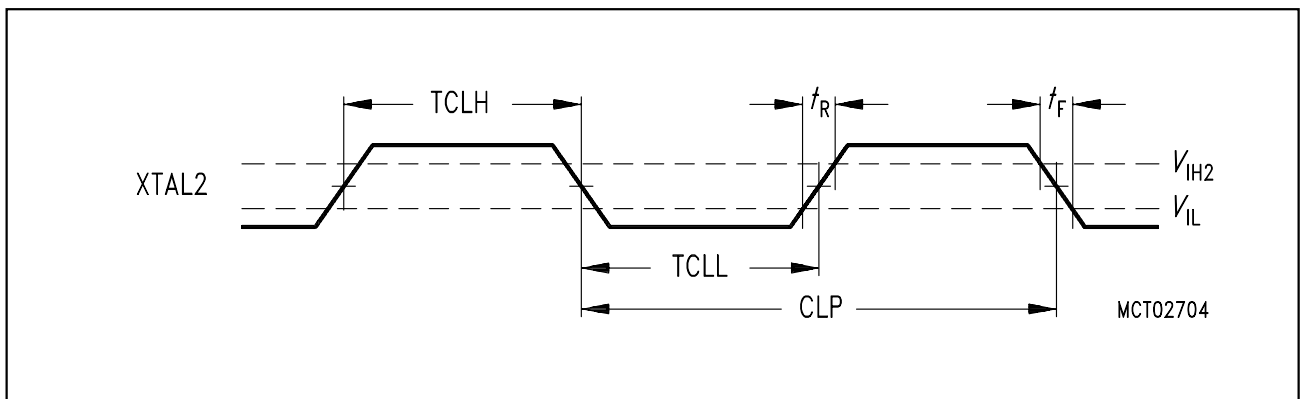 TCLH
tR
tF
XTAL2
VIH2
VIL
TCLL
CLP
MCT02704